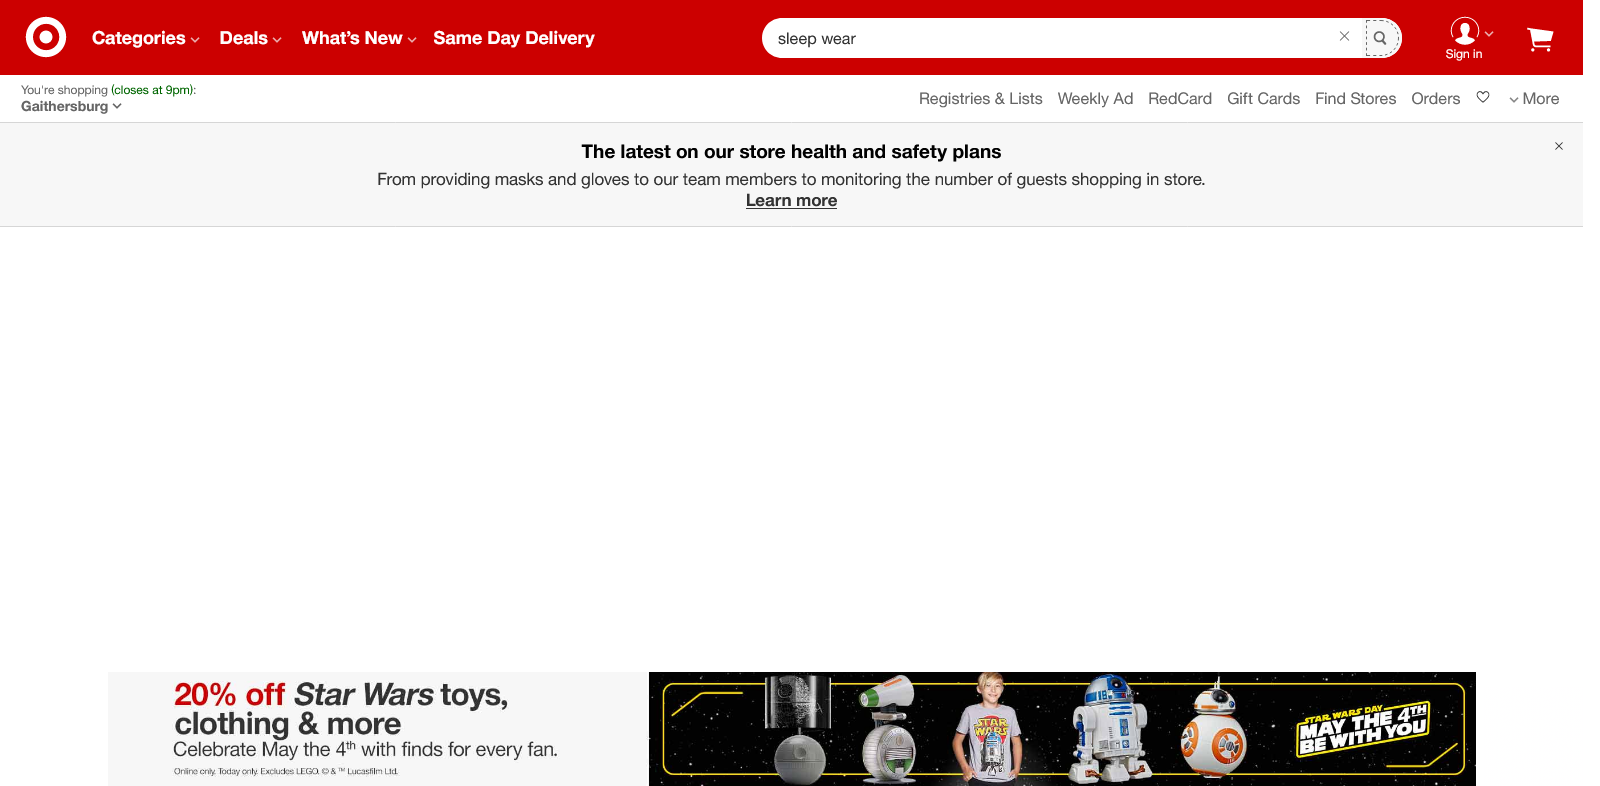 Categories Deals What's New Same Day Delivery
sleep wear
Sign in
You're shopping (closes at 9pm):
Gaithersburg
Registries & Lists Weekly Ad RedCard Gift Cards Find Stores Orders More
The latest on our store health and safety plans
From providing masks and gloves to our team members to monitoring the number of guests shopping in store.
Learn more
20% off Star Wars toys,
clothing & more
Celebrate May the 4th with finds for every fan.
Online only. Today only. Excludes LEGO. © & ™ Lucasfilm Ltd.
STAR WARS
STAR WARS DAY
MAY THE 4TH
BE WITH YOU